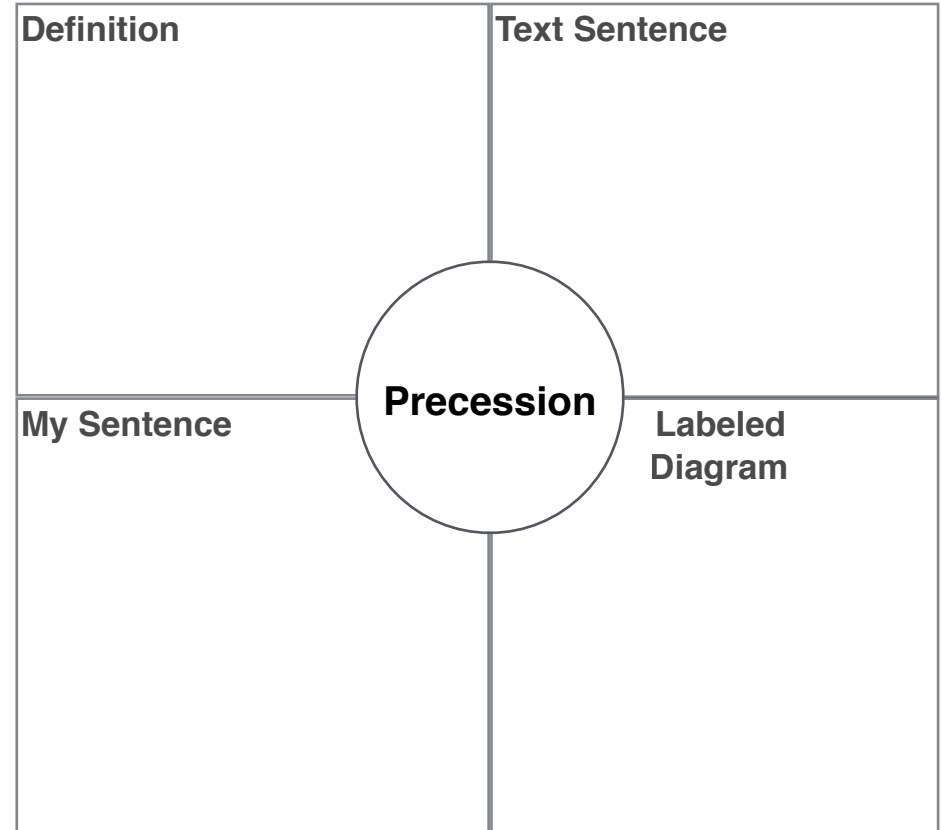 Definition
Text Sentence
Precession
My Sentence
Labeled
Diagram